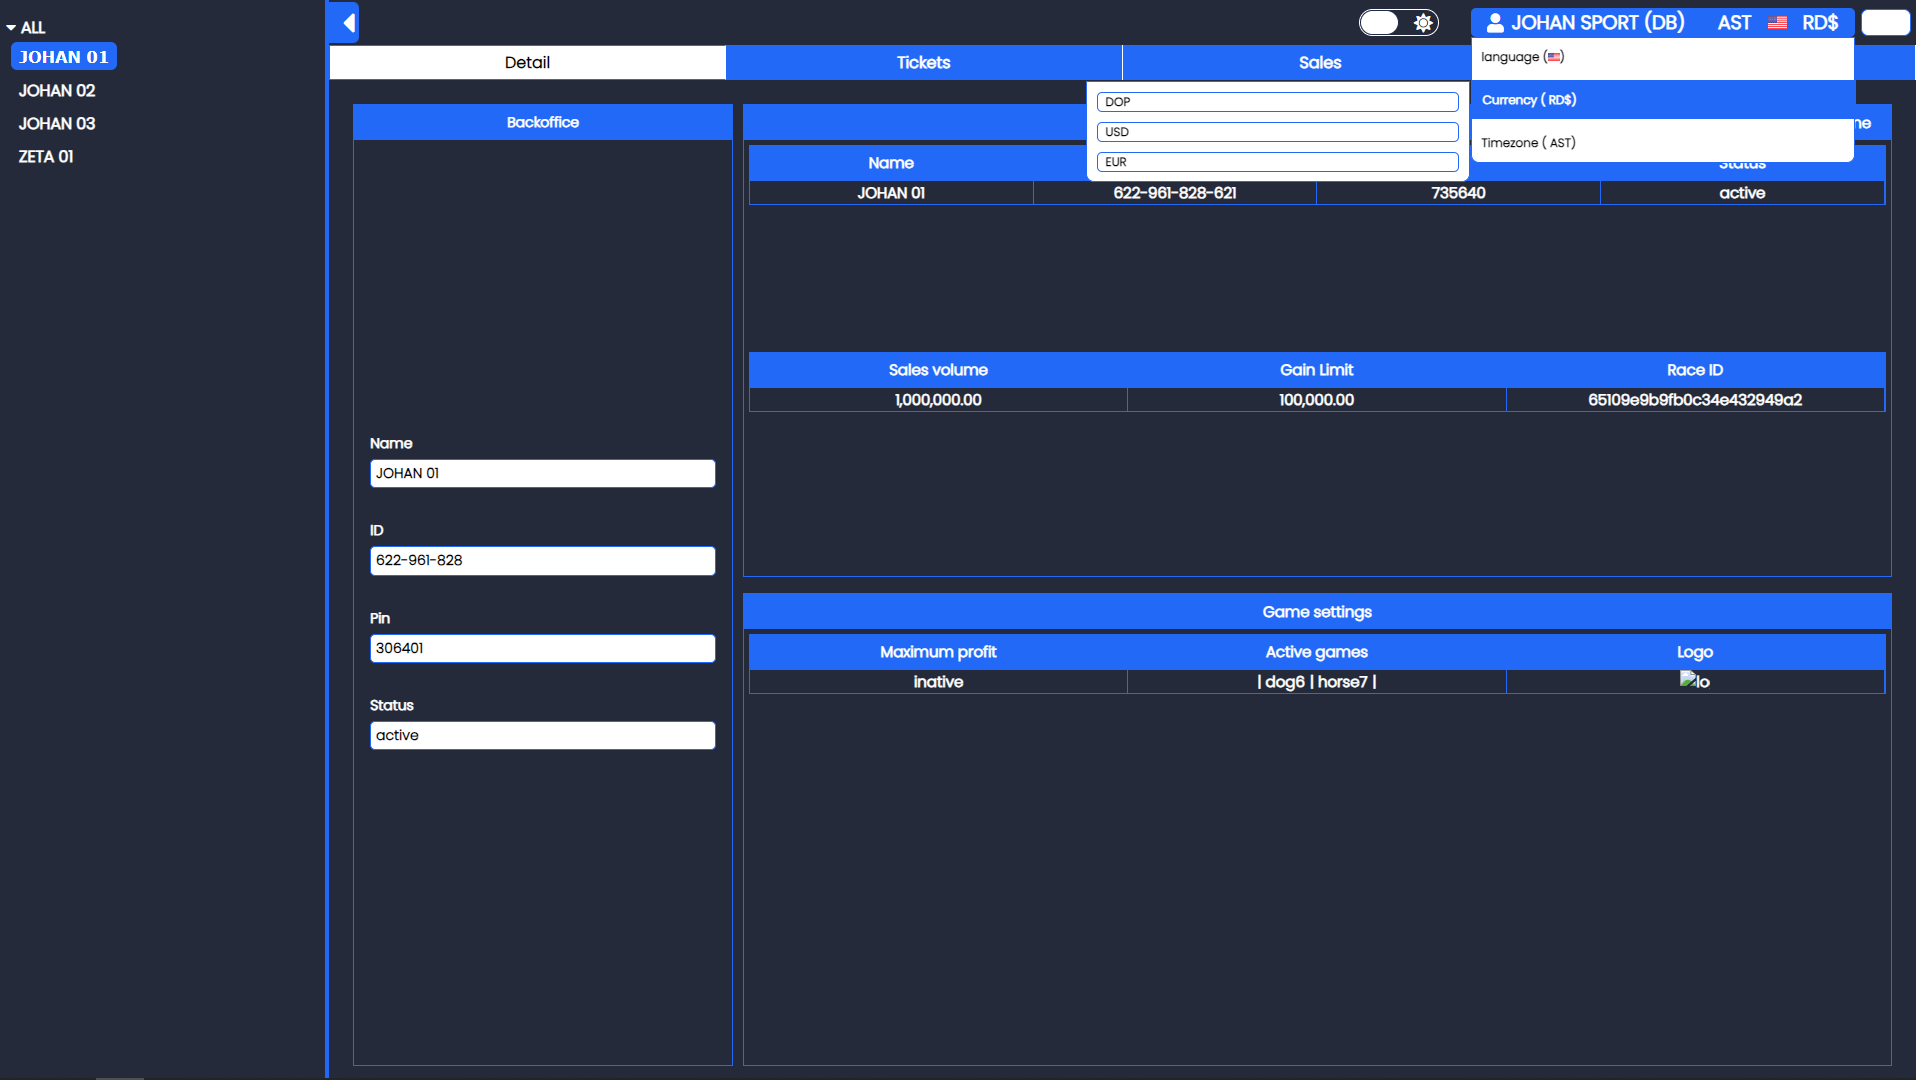 ALL
JOHAN 01
JOHAN 02
JOHAN 03
ZETA 01
JOHAN SPORT (DB) AST RD$
Detail Tickets Sales
language ( )
Currency ( RD$)
Timezone ( AST)
DOP
USD
EUR
Backoffice
Name
JOHAN 01
ID
622-961-828
Pin
306401
Status
active
Name Status
JOHAN 01 622-961-828-621 735640 active
Sales volume Gain Limit Race ID
1,000,000.00 100,000.00 65109e9b9fb0c34e432949a2
Game settings
Maximum profit Active games Logo
inative | dog6 | horse7 | lo